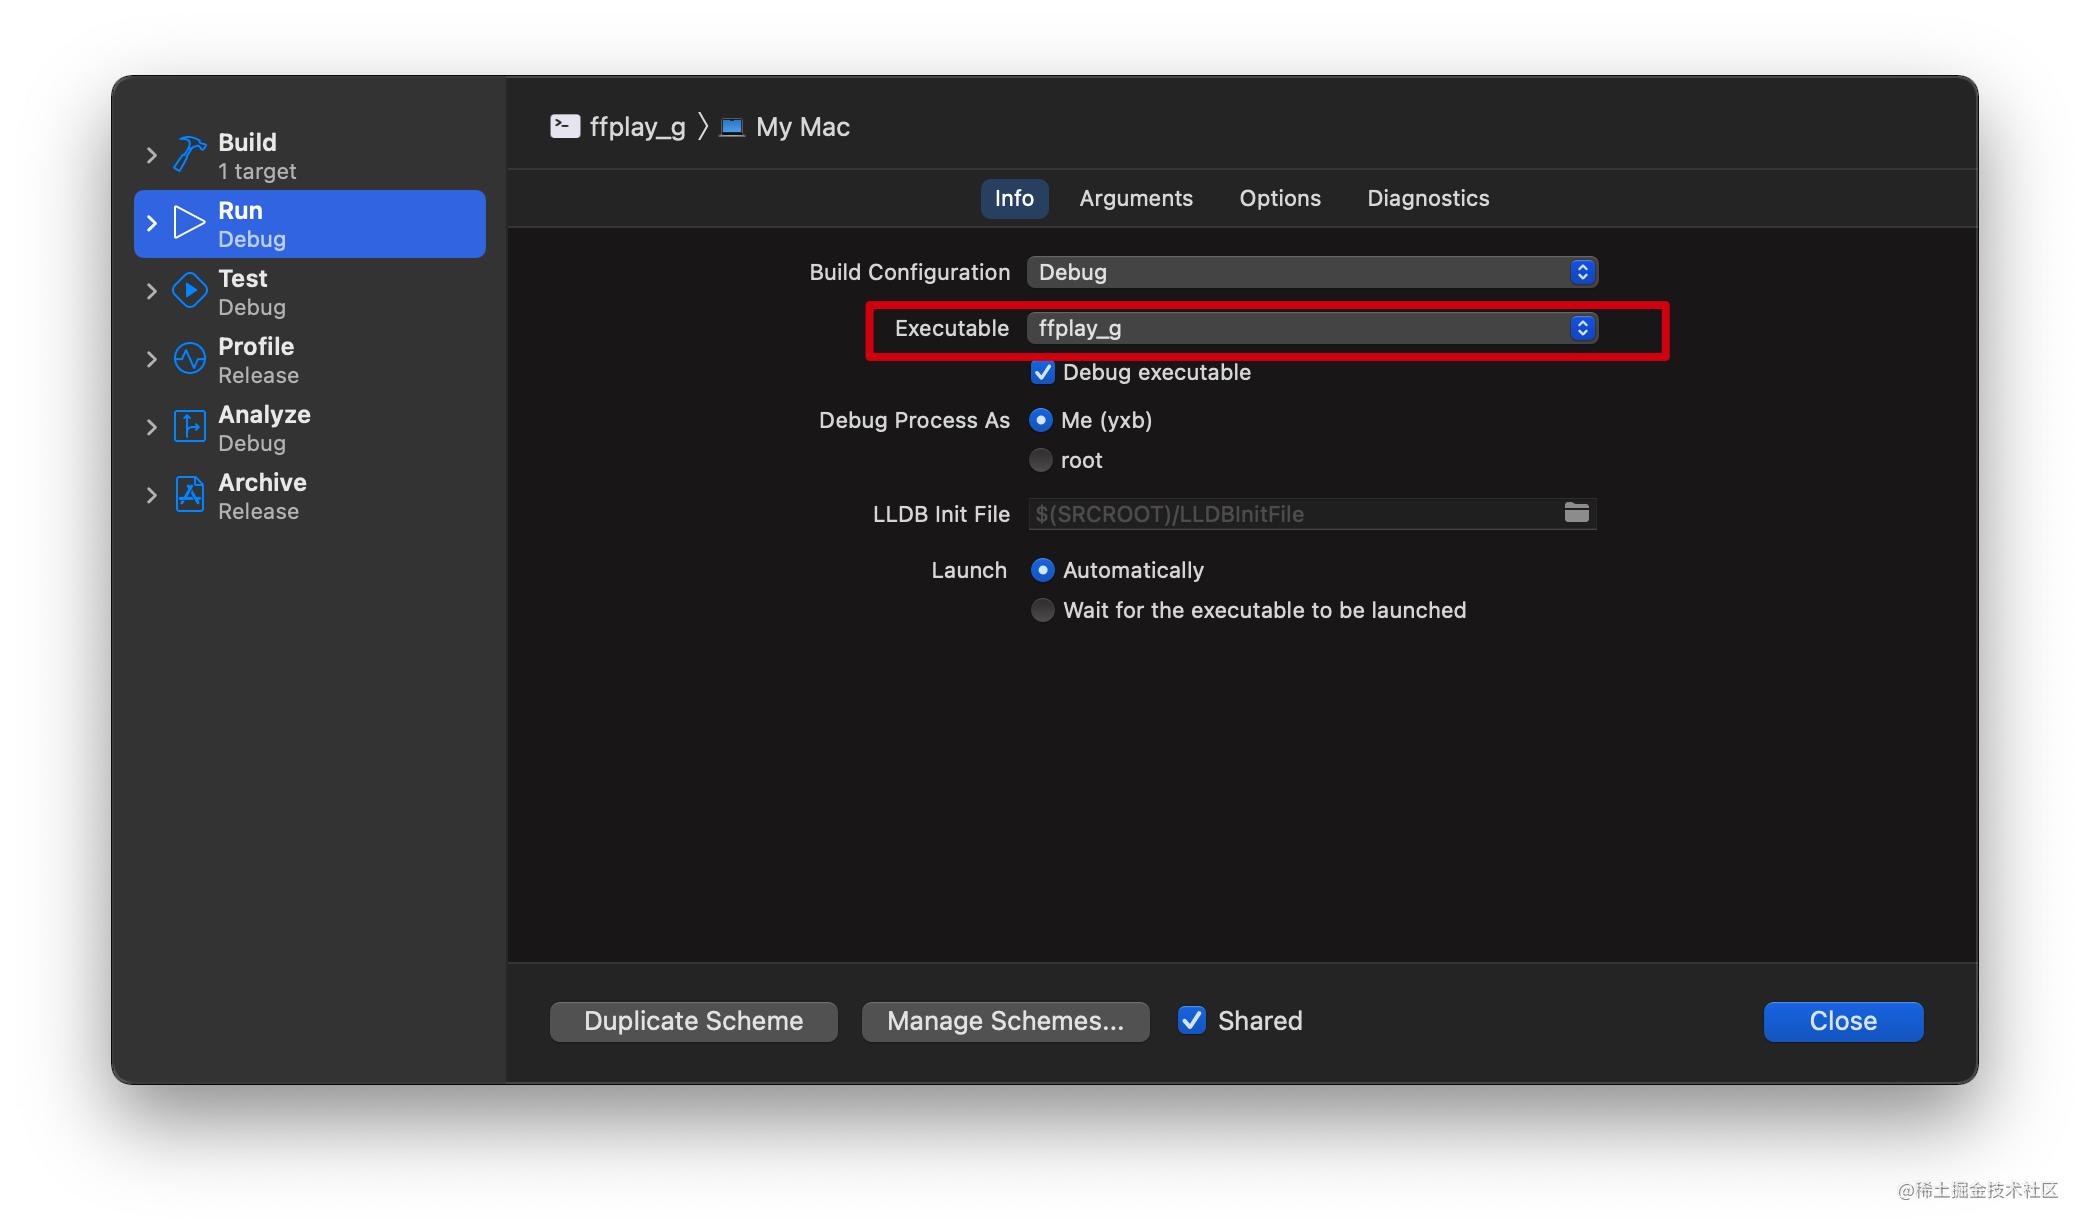 Build
1 target
Run
Debug
Test
Debug
Profile
Release
Analyze
Debug
Archive
Release
ffplay_g 〉 My Mac
Info Arguments Options Diagnostics
Build Configuration Debug
Executable ffplay_g
Debug executable
Debug Process As Me (yxb)
root
LLDB Init File $(SRCROOT)/LLDBInitFile
Launch Automatically
Wait for the executable to be launched
Duplicate Scheme Manage Schemes... Shared Close
@稀土掘金技术社区